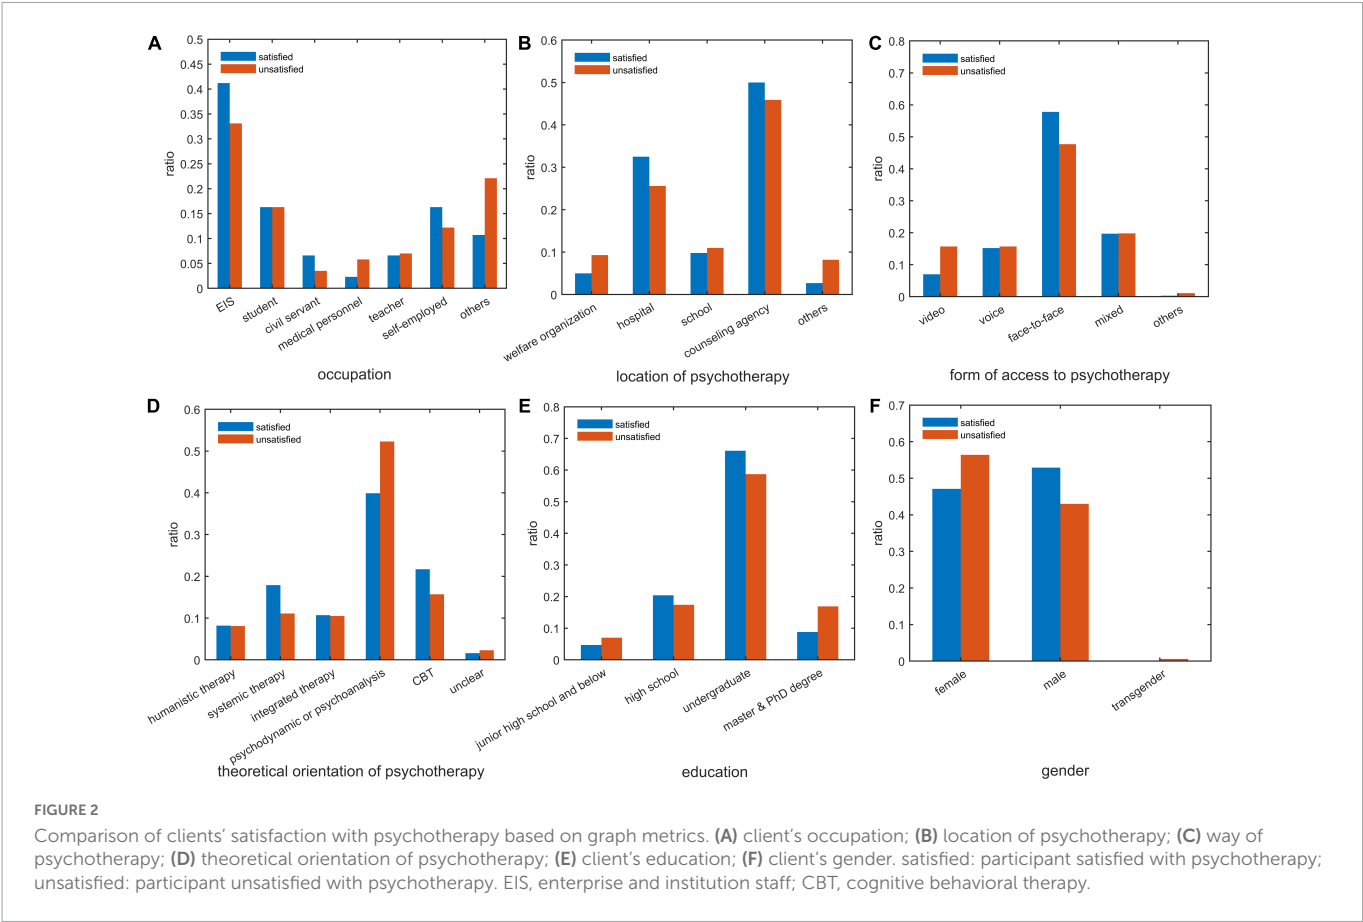 A
0.5
0.45
0.4
0.35
0.3
0.25
0.2
0.15
0.1
0.05
0
ratio
satisfied
unsatisfied
EIS
student
civil servant
medical personnel
teacher
self-employed
others
occupation
B
0.6
0.5
0.4
0.3
0.2
0.1
0
ratio
satisfied
unsatisfied
welfare organization
hospital
school
counseling agency
others
location of psychotherapy
C
0.8
0.7
0.6
0.5
0.4
0.3
0.2
0.1
0
ratio
satisfied
unsatisfied
video
voice
face-to-face
mixed
others
form of access to psychotherapy
D
0.6
0.5
0.4
0.3
0.2
0.1
0
ratio
satisfied
unsatisfied
humanistic therapy
systemic therapy
integrated therapy
psychodynamic or psychoanalysis
CBT
unclear
theoretical orientation of psychotherapy
E
0.8
0.7
0.6
0.5
0.4
0.3
0.2
0.1
0
ratio
satisfied
unsatisfied
junior high school and below
high school
undergraduate
master & PhD degree
education
F
0.7
0.6
0.5
0.4
0.3
0.2
0.1
0
ratio
satisfied
unsatisfied
female
male
transgender
gender
FIGURE 2
Comparison of clients' satisfaction with psychotherapy based on graph metrics. (A) client's occupation; (B) location of psychotherapy; (C) way of
psychotherapy; (D) theoretical orientation of psychotherapy; (E) client's education; (F) client's gender. satisfied: participant satisfied with psychotherapy;
unsatisfied: participant unsatisfied with psychotherapy. EIS, enterprise and institution staff; CBT, cognitive behavioral therapy.